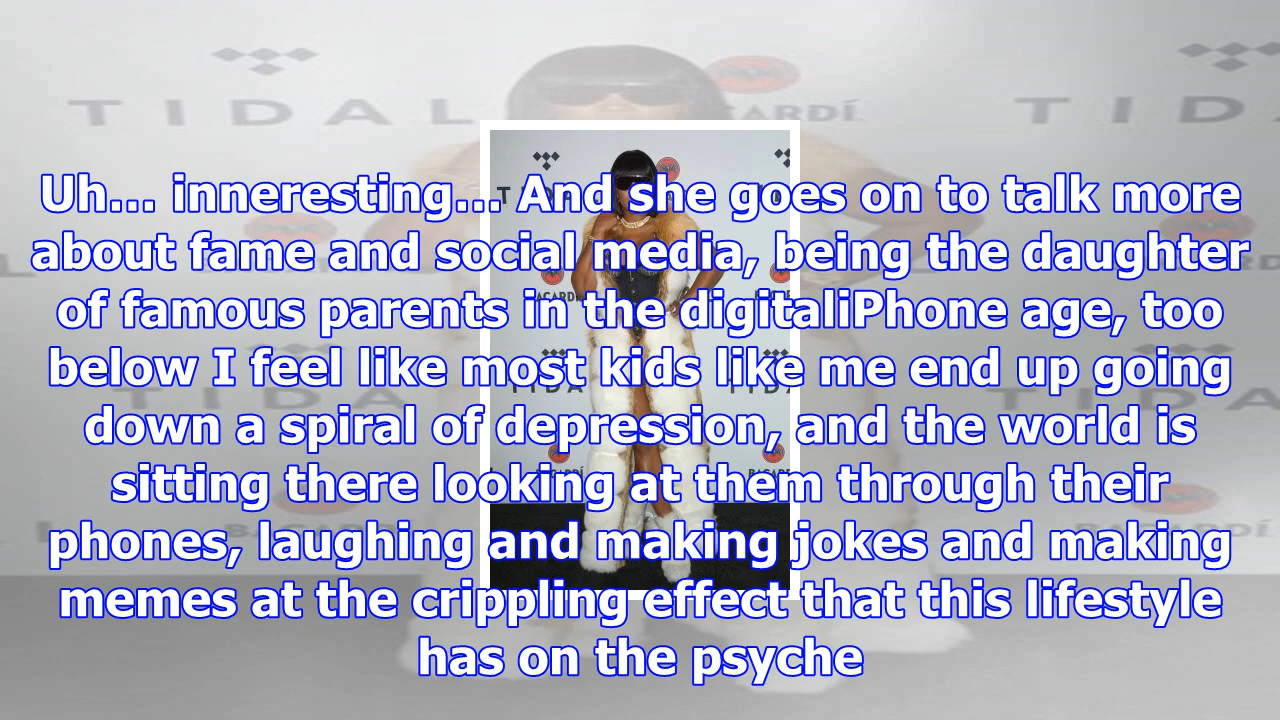 TIDAL
BACARDÍ
TID
Uh... inneresting... And she goes on to talk more
about fame and social media, being the daughter
of famous parents in the digitaliPhone age, too
below I feel like most kids like me end up going
down a spiral of depression, and the world is
sitting there looking at them through their
phones, laughing and making jokes and making
memes at the crippling effect that this lifestyle
has on the psyche